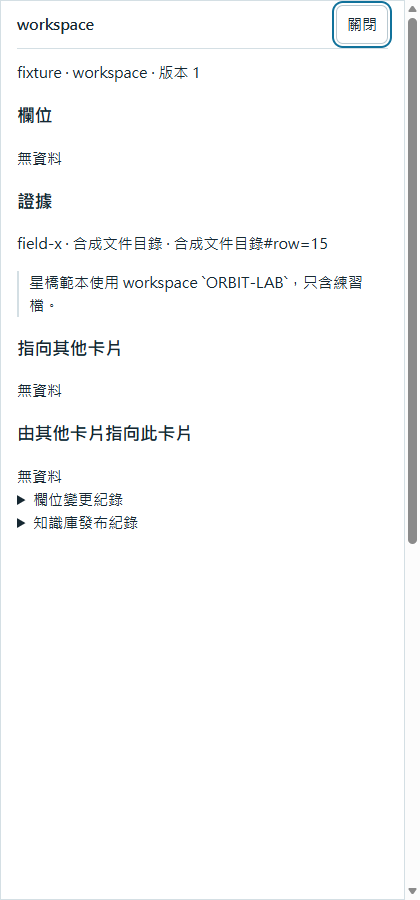 workspace
關閉
fixture · workspace · 版本 1
欄位
無資料
證據
field-x · 合成文件目錄 · 合成文件目錄#row=15
星橋範本使用 workspace `ORBIT-LAB`，只含練習
檔。
指向其他卡片
無資料
由其他卡片指向此卡片
無資料
欄位變更紀錄
知識庫發布紀錄